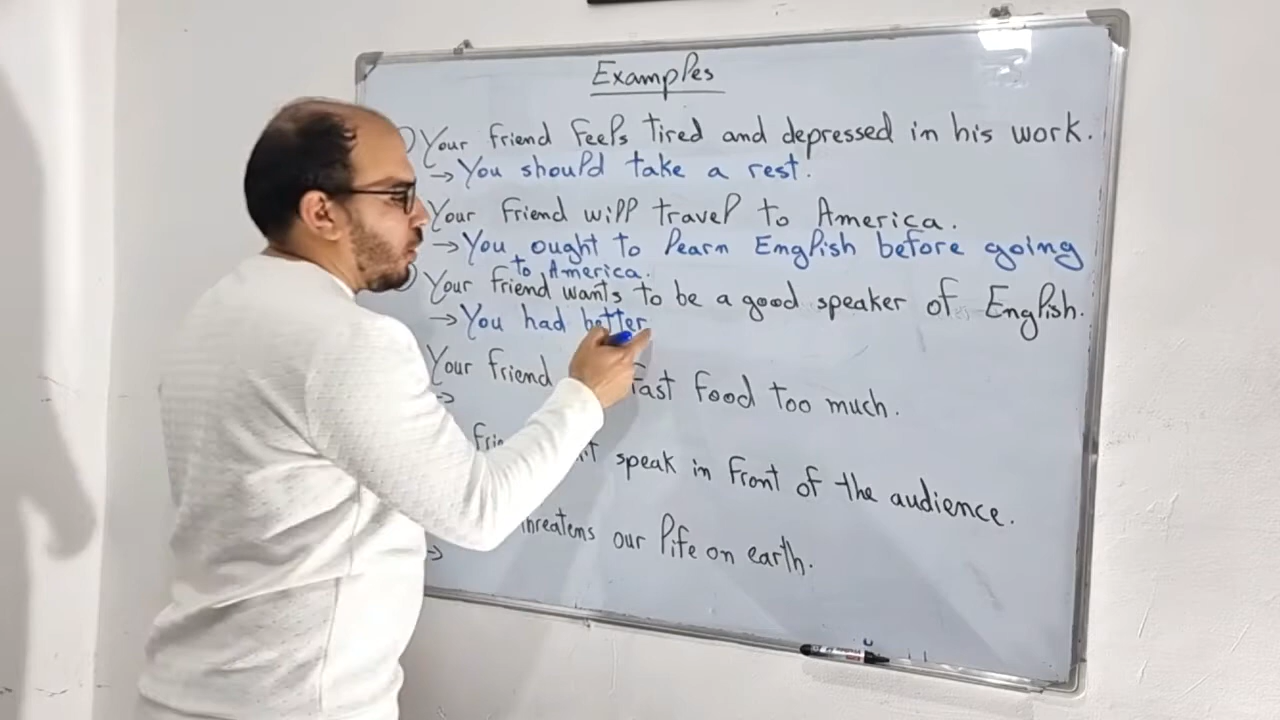 Examples
Your friend feels tired and depressed in his work.
→ You should take a rest.
Your friend will travel to America.
→ You ought to learn English before going
to America.
Your friend wants to be a good speaker of English.
→ You had better
Your friend fast food too much.
→
speak in front of the audience.
threatens our life on earth.
→